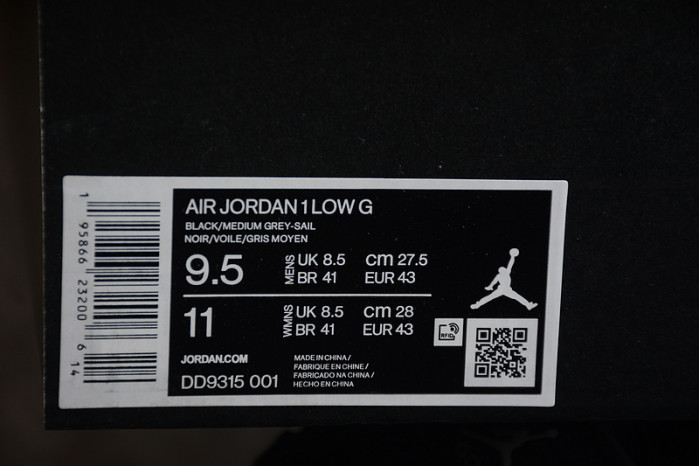 AIR JORDAN 1 LOW G
BLACK/MEDIUM GREY-SAIL
NOIR/VOILE/GRIS MOYEN
9.5 MENS UK 8.5 cm 27.5
BR 41 EUR 43
11 WMNS UK 8.5 cm 28
BR 41 EUR 43
RFID
JORDAN.COM
DD9315 001
MADE IN CHINA /
FABRIQUE EN CHINE /
FABRICADO NA CHINA /
HECHO EN CHINA
1 95866 23200 6 14